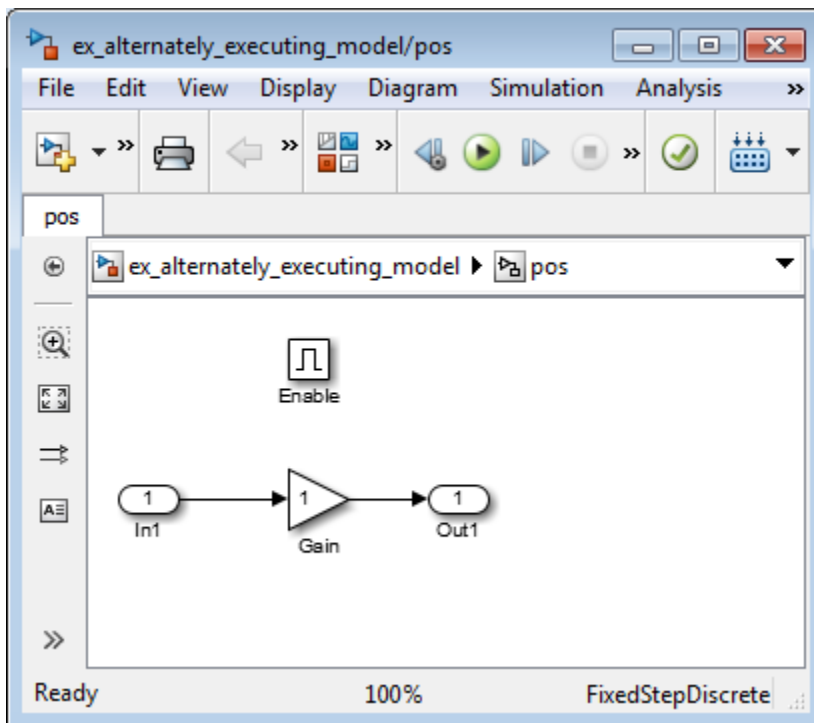 ex_alternately_executing_model/pos
File Edit View Display Diagram Simulation Analysis »
» » » »
pos
ex_alternately_executing_model pos
Enable
1 1 1
In1 Gain Out1
»
Ready 100% FixedStepDiscrete